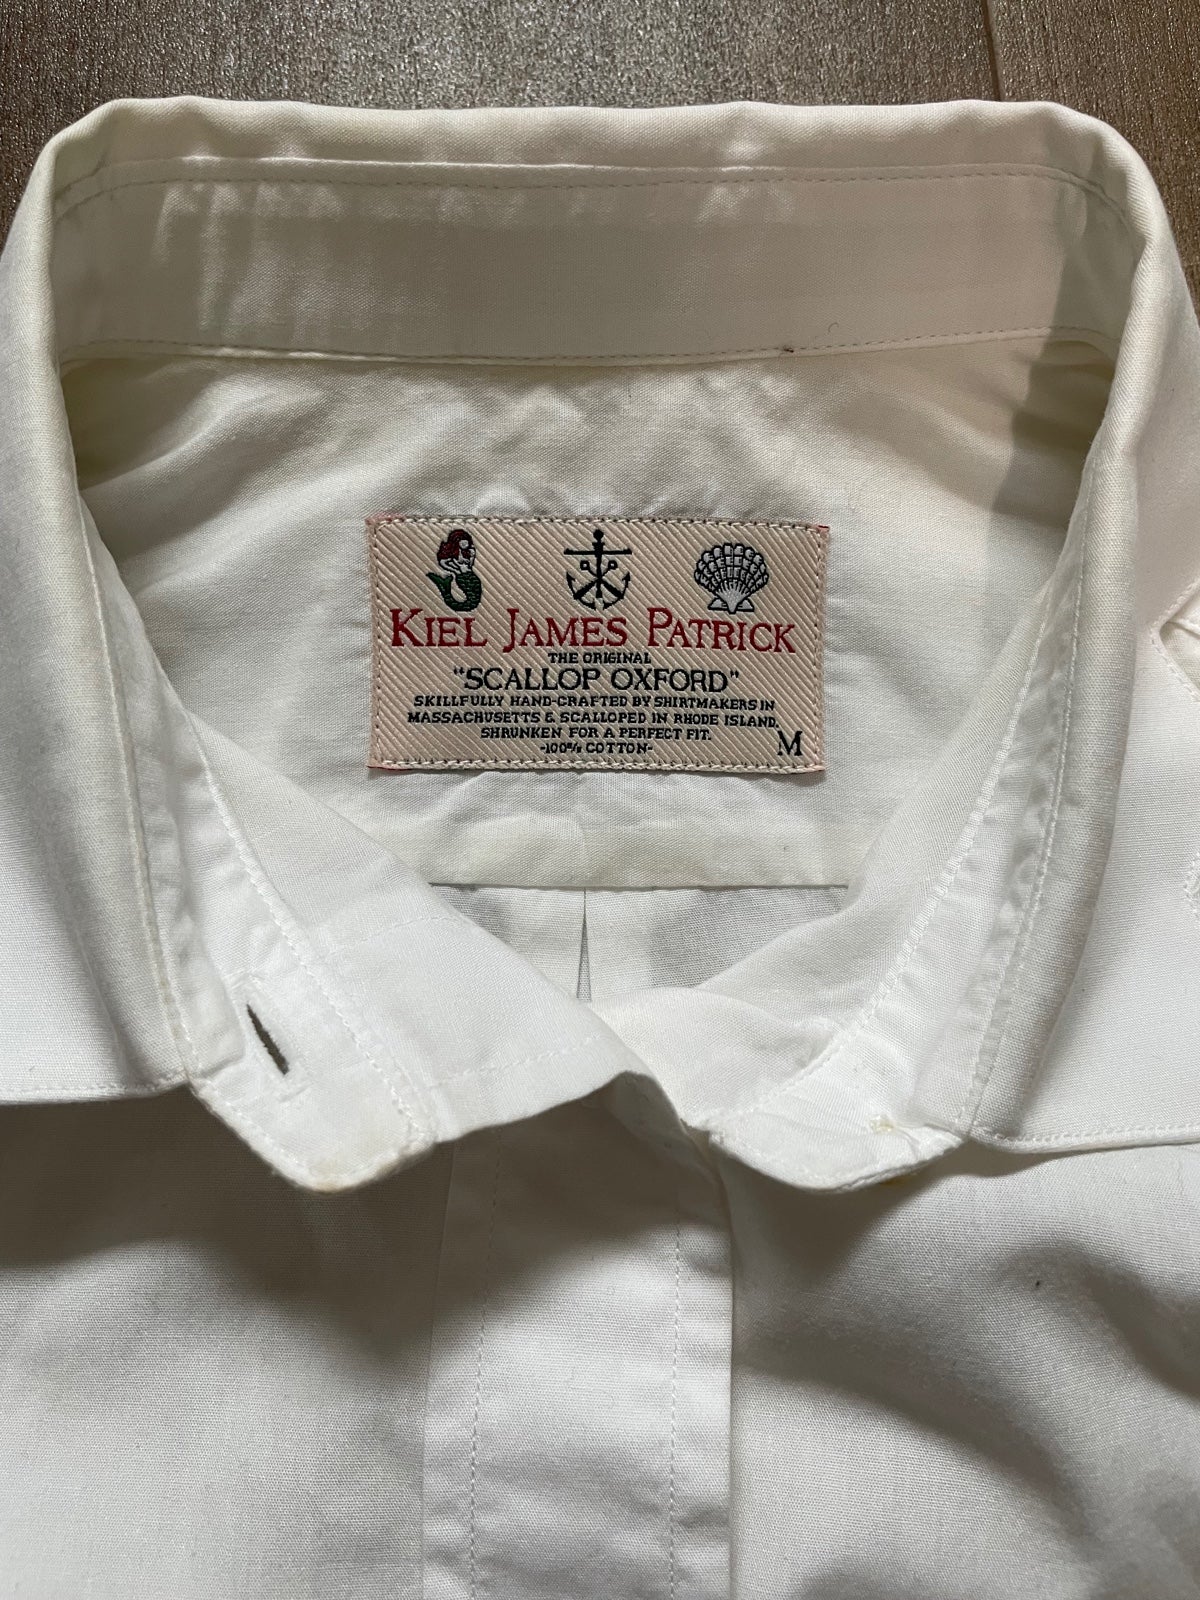 KIEL JAMES PATRICK
THE ORIGINAL
"SCALLOP OXFORD"
SKILLFULLY HAND-CRAFTED BY SHIRTMAKERS IN
MASSACHUSETTS & SCALLOPED IN RHODE ISLAND.
SHRUNKEN FOR A PERFECT FIT.
-100% COTTON-
M